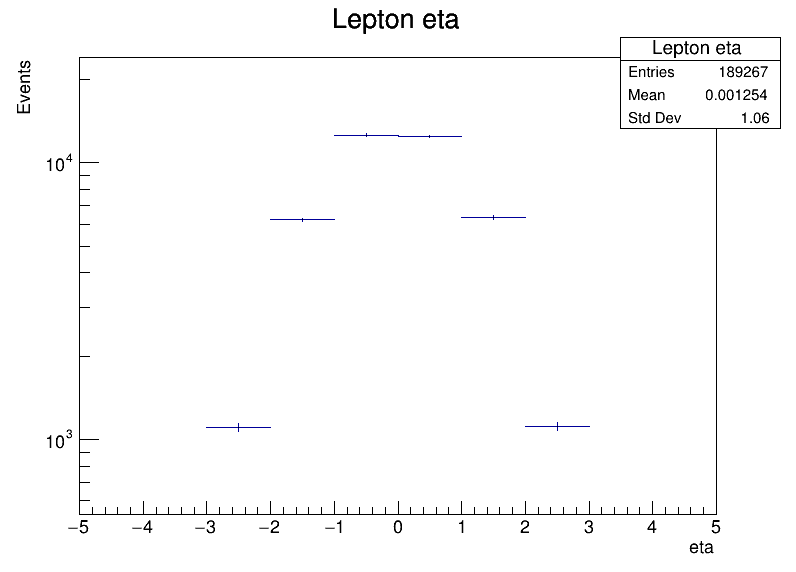 Lepton eta
Events
Lepton eta
Entries 189267
Mean 0.001254
Std Dev 1.06
10^4
10^3
−5 −4 −3 −2 −1 0 1 2 3 4 5
eta